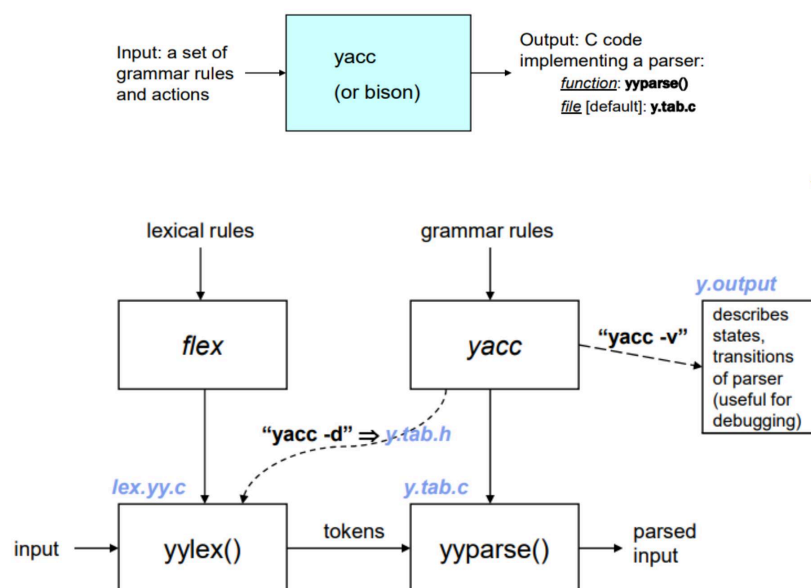 Input: a set of
grammar rules
and actions
yacc
(or bison)
Output: C code
implementing a parser:
function: yyparse()
file [default]: y.tab.c
lexical rules
grammar rules
y.output
flex
yacc
"yacc -v"
describes
states,
transitions
of parser
(useful for
debugging)
"yacc -d" ⇒ y.tab.h
lex.yy.c
y.tab.c
input
yylex()
tokens
yyparse()
parsed
input